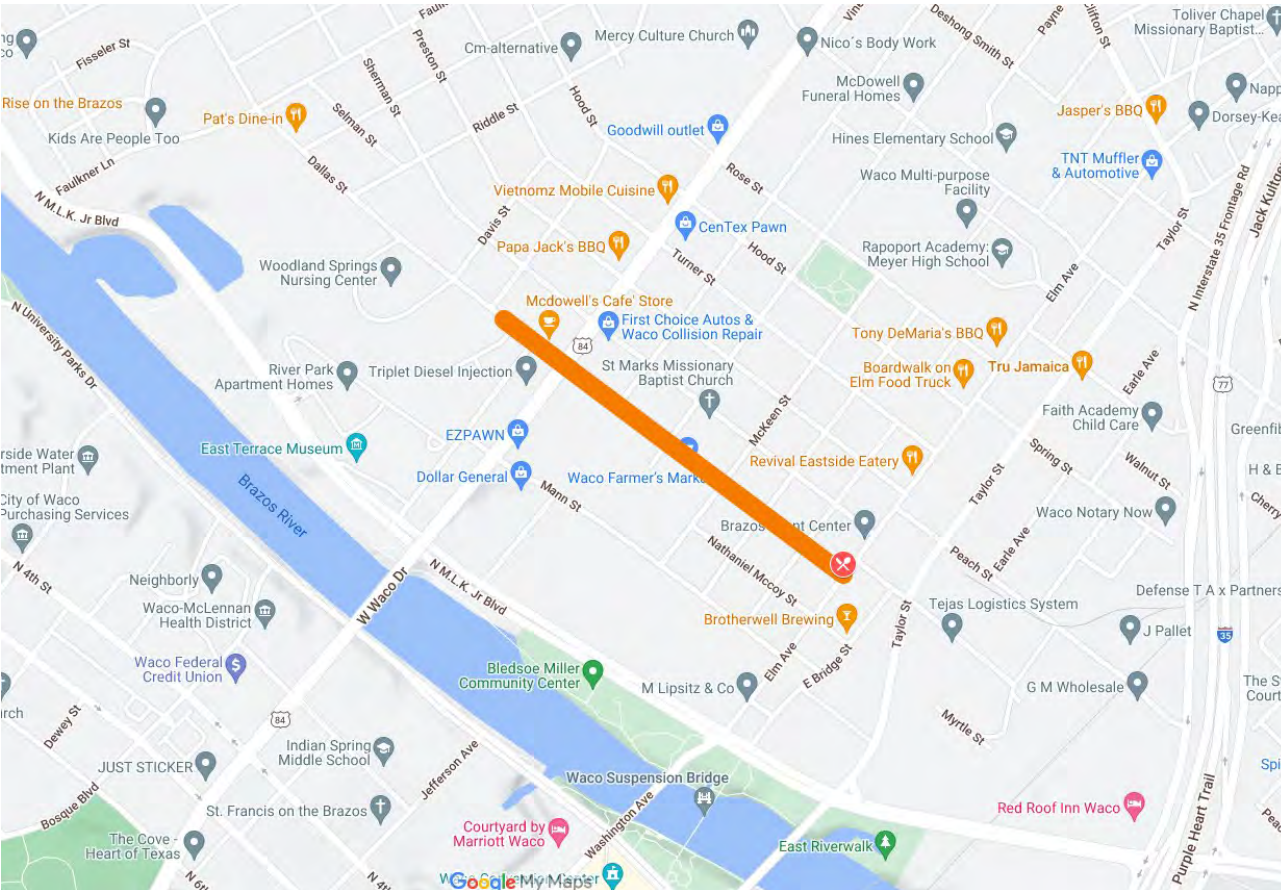 Fisseler St
Sherman St
Preston St
Cm-alternative
Mercy Culture Church
Nico's Body Work
Deshong Smith St
Payne
Clifton St
Toliver Chapel
Missionary Baptist...
McDowell
Funeral Homes
Rise on the Brazos
Kids Are People Too
Pat's Dine-in
Selman St
Riddle St
Hood St
Goodwill outlet
Hines Elementary School
Jasper's BBQ
TNT Muffler
& Automotive
Faulkner Ln
Dallas St
Rose St
Vietnomz Mobile Cuisine
Waco Multi-purpose
Facility
N M.L.K. Jr Blvd
Davis St
CenTex Pawn
Papa Jack's BBQ
Hood St
Turner St
Rapoport Academy:
Meyer High School
Taylor St
N Interstate 35 Frontage Rd
Woodland Springs
Nursing Center
Elm Ave
Mcdowell's Cafe' Store
First Choice Autos &
Waco Collision Repair
84
Tony DeMaria's BBQ
N University Parks Dr
River Park
Apartment Homes
Triplet Diesel Injection
St Marks Missionary
Baptist Church
Boardwalk on
Elm Food Truck
Tru Jamaica
Earle Ave
77
McKeen St
Faith Academy
Child Care
EZPAWN
East Terrace Museum
Dollar General
Waco Farmer's
Revival Eastside Eatery
Spring St
Walnut St
Taylor St
H &
City of Waco
Purchasing Services
Brazos River
Mann St
Brazos
Center
Waco Notary Now
Cherry
Earle Ave
Nathaniel Mccoy St
Peach St
N 4th St
Neighborly
W Waco Dr
N M.L.K. Jr Blvd
Waco-McLennan
Health District
Brotherwell Brewing
Taylor St
Tejas Logistics System
Defense T A x Partners
J Pallet
35
Waco Federal
Credit Union
Bledsoe Miller
Community Center
Elm Ave
E Bridge St
M Lipsitz & Co
G M Wholesale
84
Dewey St
Myrtle St
Indian Spring
Middle School
Jefferson Ave
JUST STICKER
Waco Suspension Bridge
St. Francis on the Brazos
Bosque Blvd
Washington Ave
Red Roof Inn Waco
Purple Heart Trail
Courtyard by
Marriott Waco
The Cove -
Heart of Texas
East Riverwalk
Google My Maps